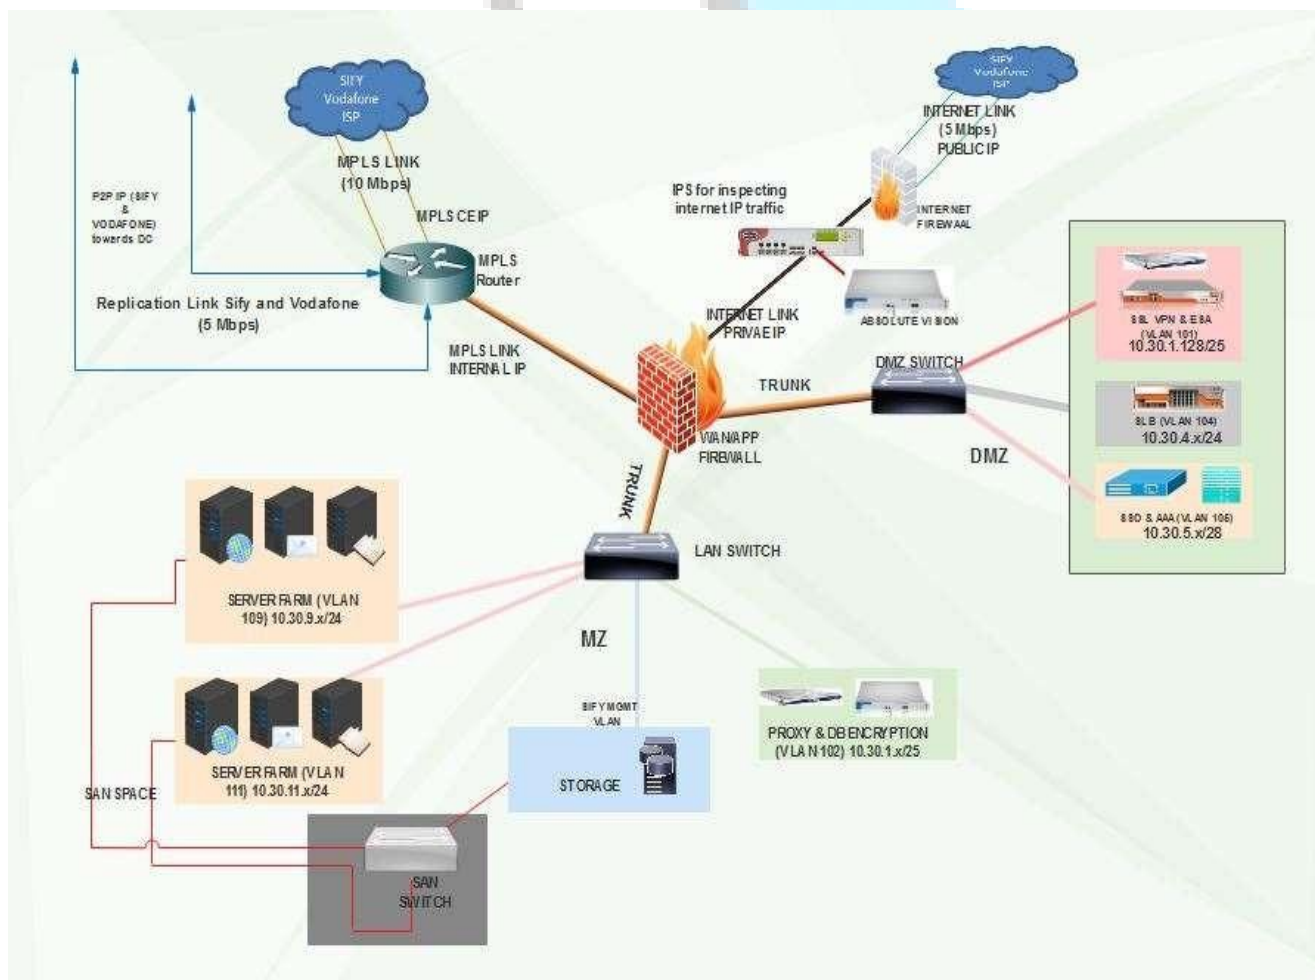 SIFY
Vodafone
ISP
MPLS LINK
(10 Mbps)
MPLS CE IP
P2P IP (SIFY
&
VODAFONE)
towards DC
MPLS
Router
Replication Link Sify and Vodafone
(5 Mbps)
MPLS LINK
INTERNAL IP
SIFY
Vodafone
ISP
INTERNET LINK
(5 Mbps)
PUBLIC IP
IPS for inspecting
internet IP traffic
INTERNET
FIREWAAL
ABSOLUTE VISION
INTERNET LINK
PRIVAE IP
DMZ SWITCH
TRUNK
WAN/APP
FIREWALL
DMZ
SSL VPN & ESA
(VLAN 101)
10.30.1.128/25
SLB (VLAN 104)
10.30.4.x/24
SSO & AAA (VLAN 105)
10.30.5.x/28
TRUNK
LAN SWITCH
SERVER FARM (VLAN
109) 10.30.9.x/24
MZ
SERVER FARM (VLAN
111) 10.30.11.x/24
SAN SPACE
SIFY MGMT
VLAN
STORAGE
PROXY & DB ENCRYPTION
(VLAN 102) 10.30.1.x/25
SAN
SWITCH